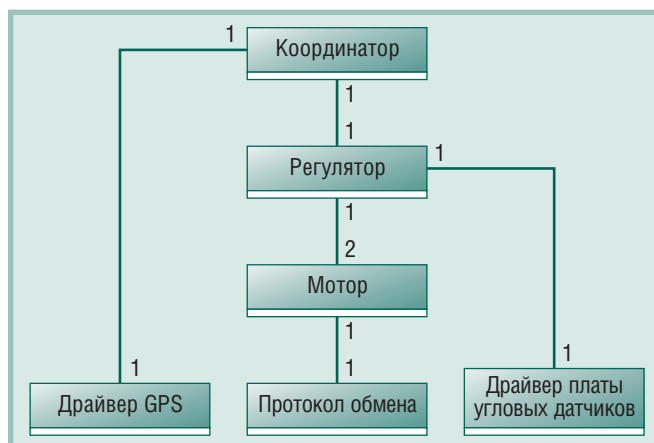 1
Координатор
1
1
1
Регулятор
1
2
Мотор
1
1
1
1
Драйвер GPS
Протокол обмена
Драйвер платы
угловых датчиков